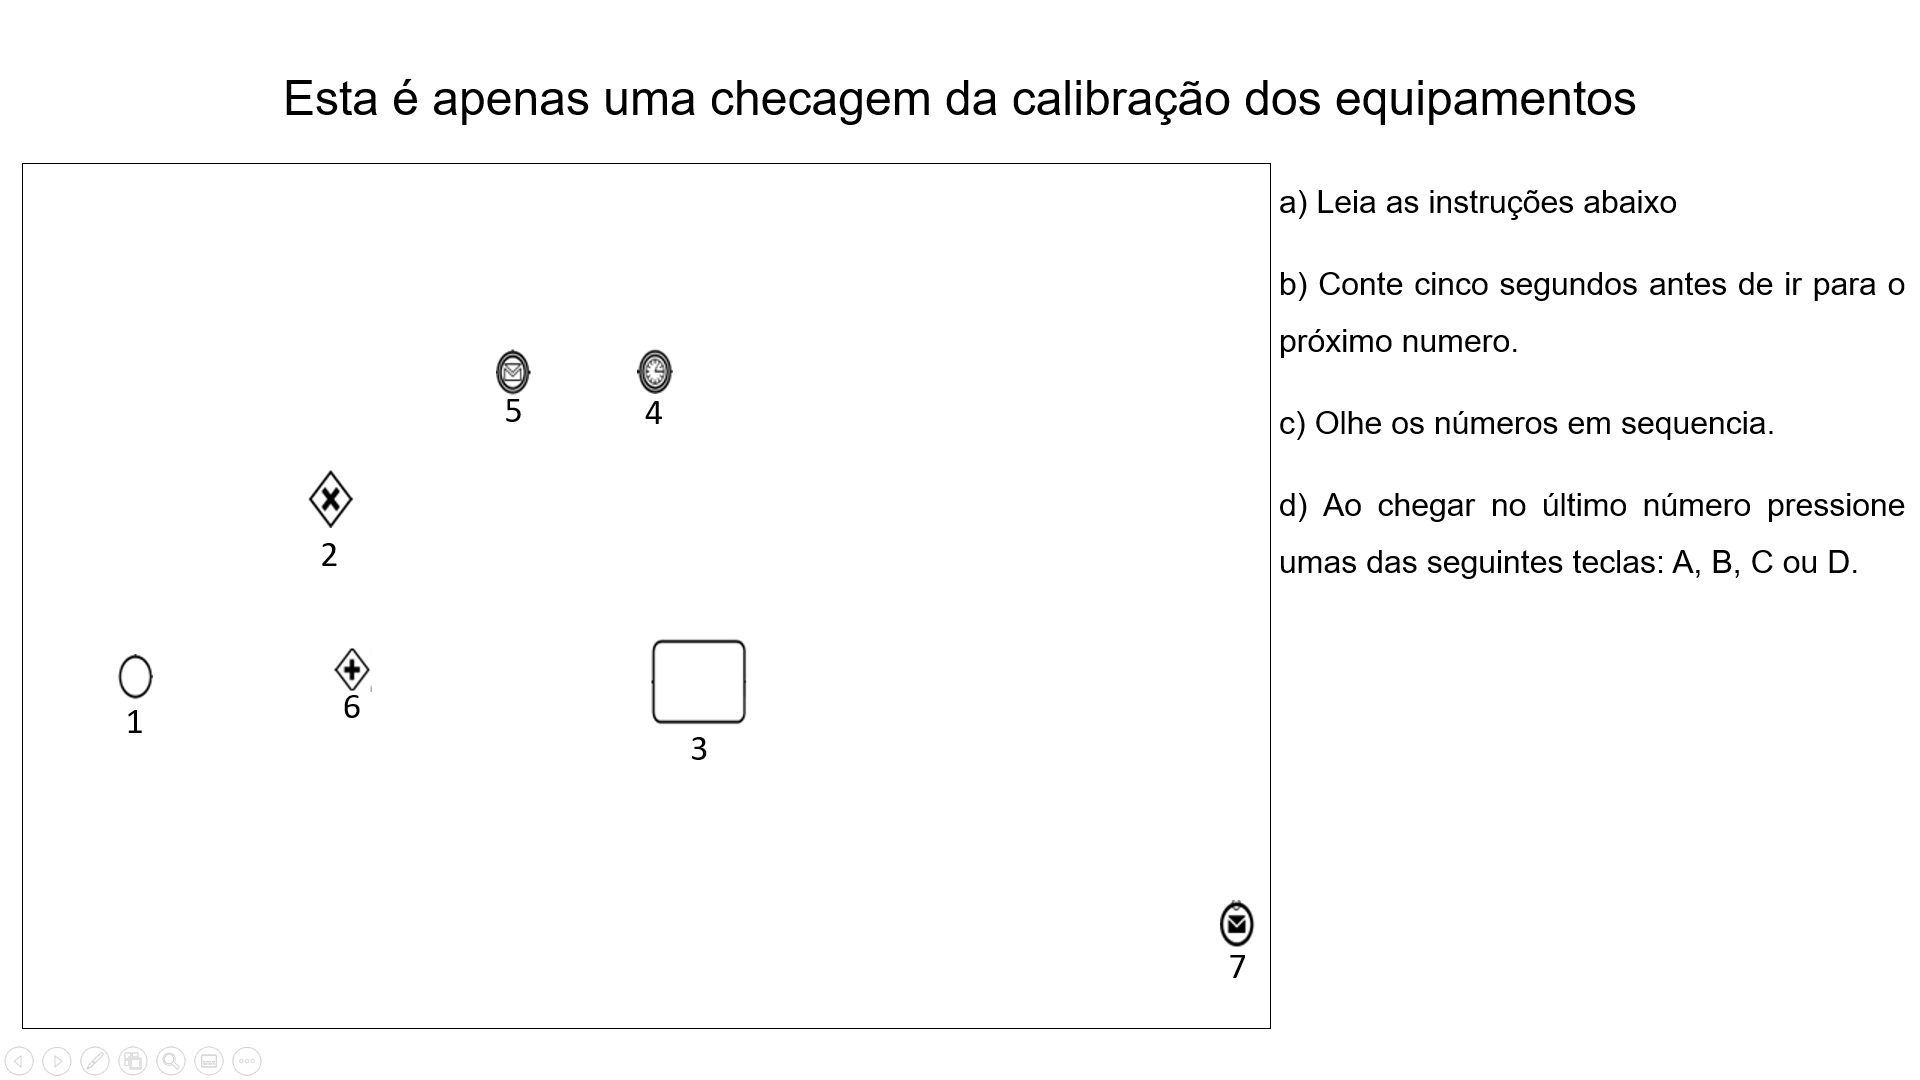 Esta é apenas uma checagem da calibração dos equipamentos
a) Leia as instruções abaixo
b) Conte cinco segundos antes de ir para o
próximo numero.
c) Olhe os números em sequencia.
d) Ao chegar no último número pressione
umas das seguintes teclas: A, B, C ou D.
5
4
2
1
6
3
7